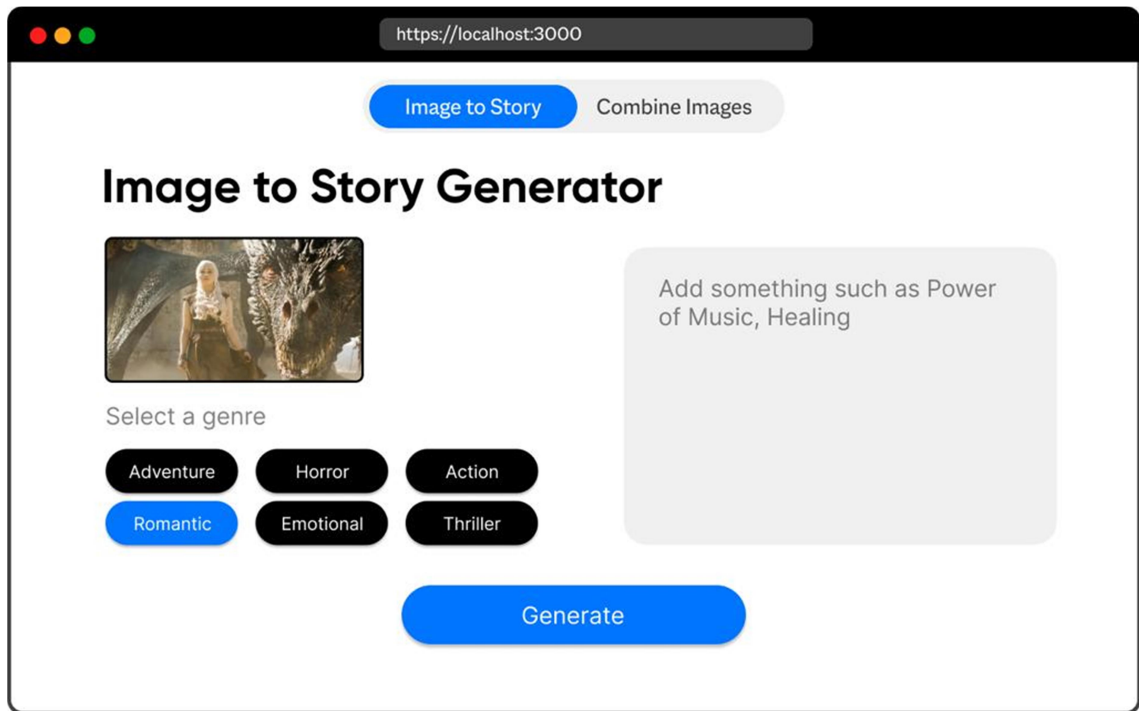 https://localhost:3000
Image to Story Combine Images
Image to Story Generator
Add something such as Power
of Music, Healing
Select a genre
Adventure Horror Action
Romantic Emotional Thriller
Generate